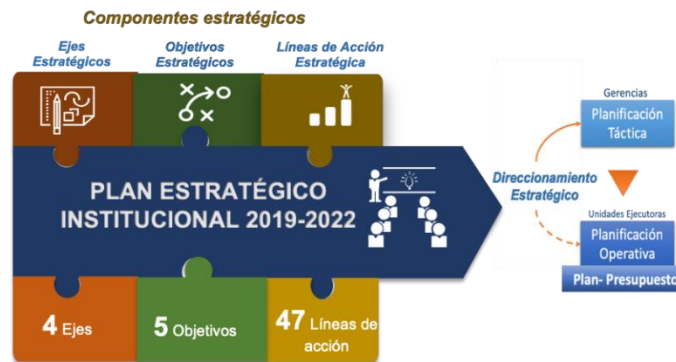 Componentes estratégicos
Ejes
Estratégicos
Objetivos
Estratégicos
Líneas de Acción
Estratégica
PLAN ESTRATÉGICO
INSTITUCIONAL 2019-2022
4 Ejes
5 Objetivos
47 Líneas de
acción
Direccionamiento
Estratégico
Gerencias
Planificación
Táctica
Unidades Ejecutoras
Planificación
Operativa
Plan- Presupuesto